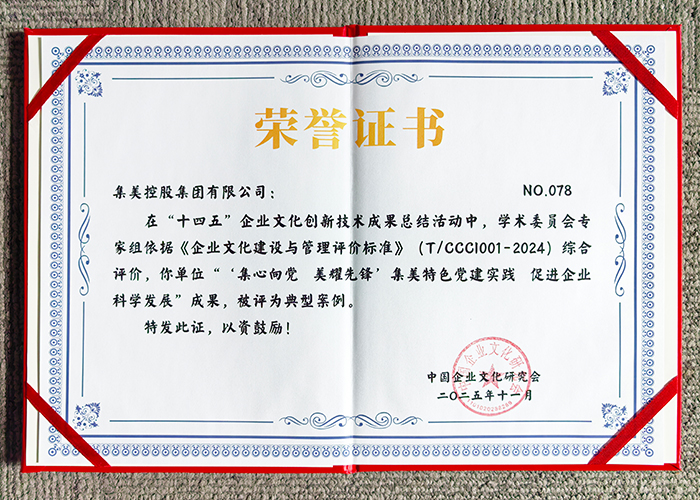 荣誉证书
集美控股集团有限公司： NO.078
在“十四五”企业文化创新技术成果总结活动中，学术委员会专
家组依据《企业文化建设与管理评价标准》（T/CCCI001-2024）综合
评价，你单位“‘集心向党 美耀先锋’集美特色党建实践 促进企业
科学发展”成果，被评为典型案例。
特发此证，以资鼓励！
中国企业文化研究会
二〇二五年十一月